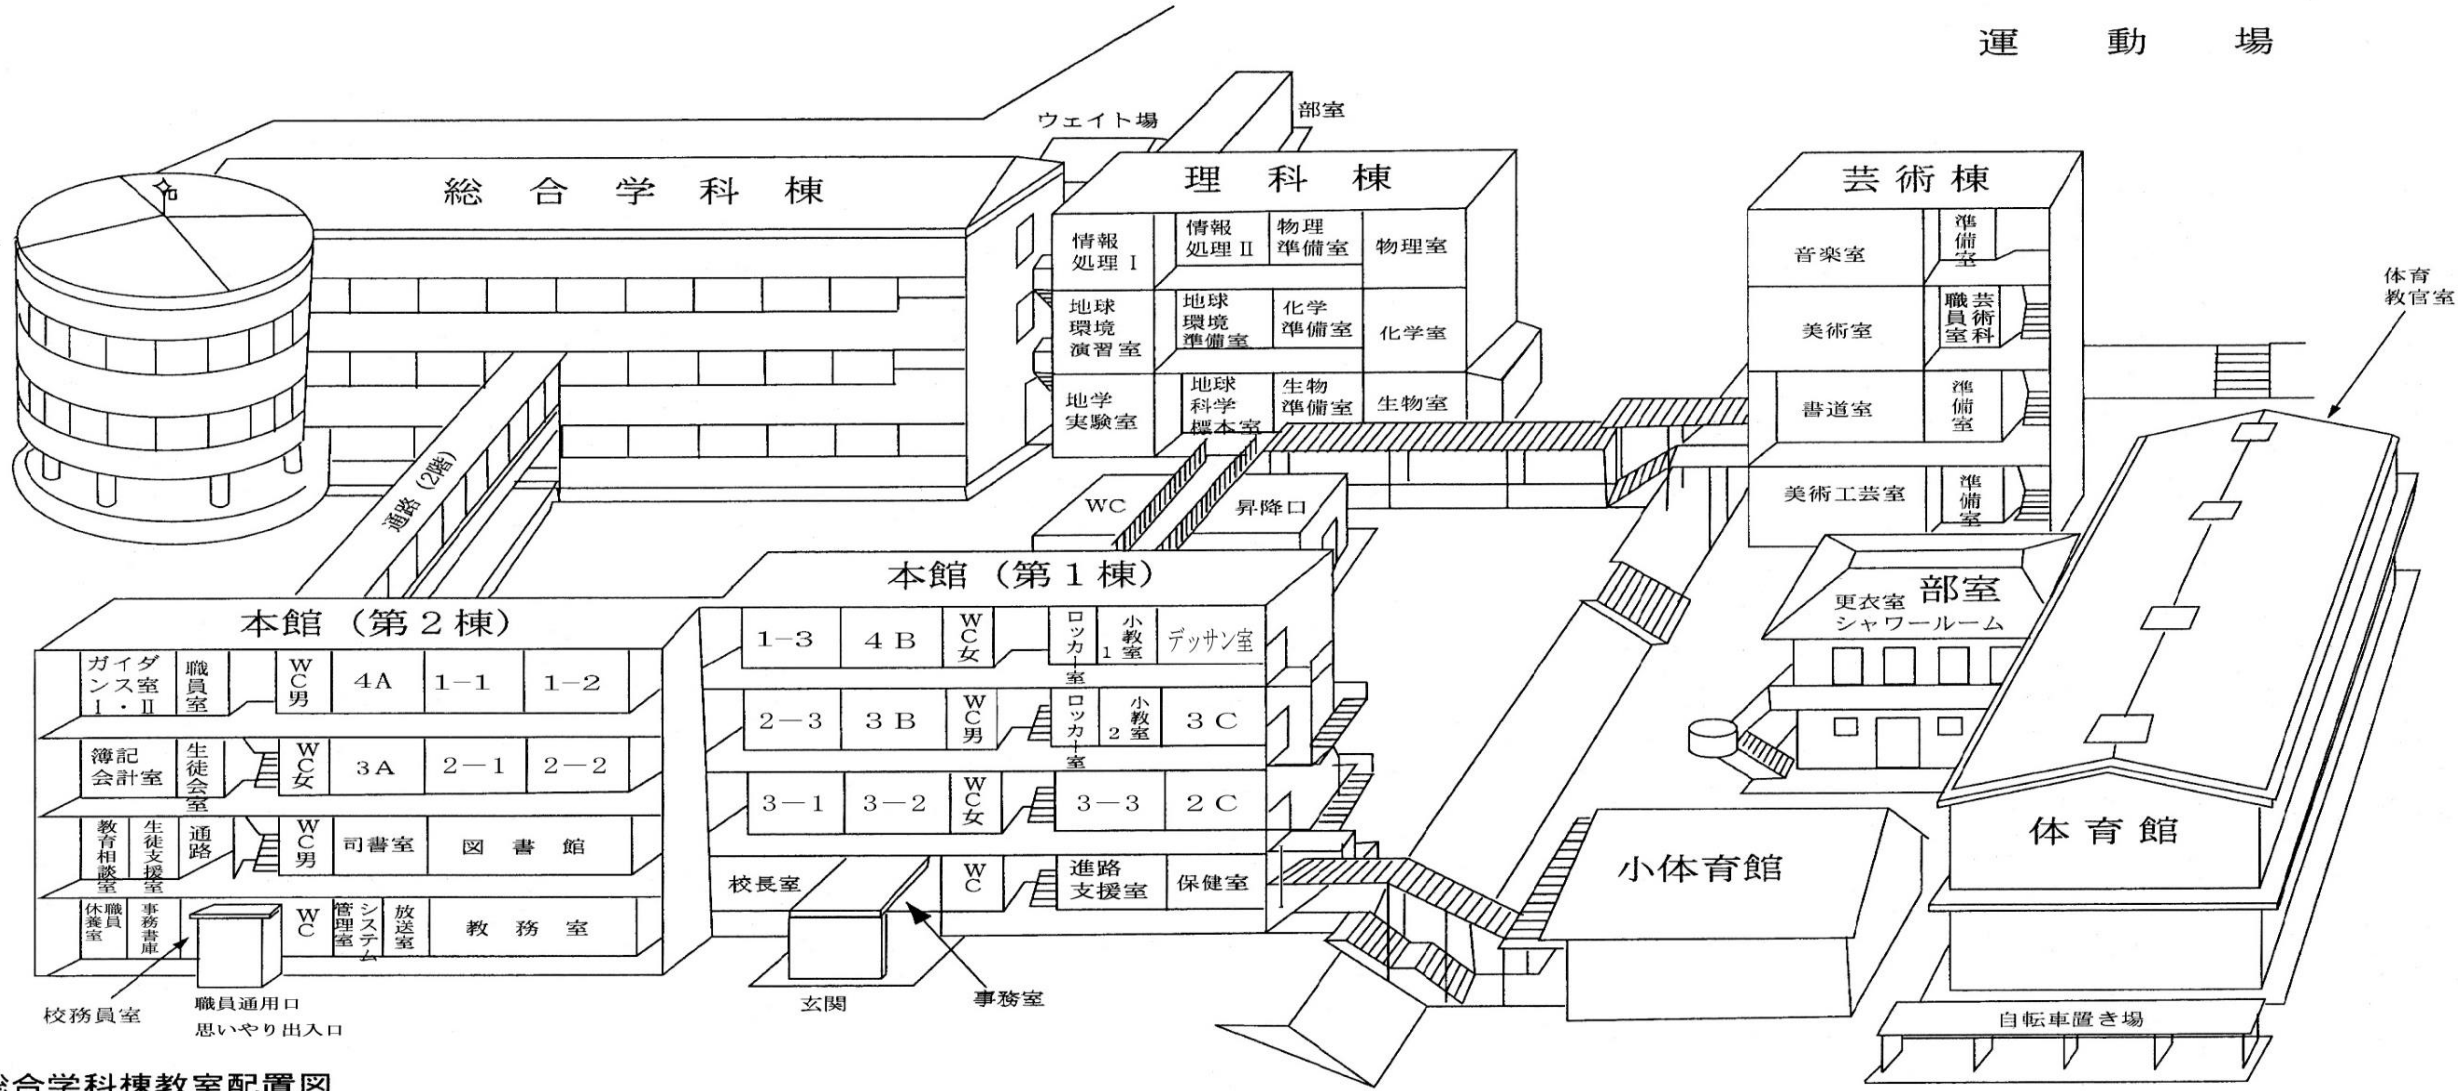 運動場
ウェイト場
部室
総合学科棟
理科棟
情報
処理Ⅰ
情報
処理Ⅱ
物理
準備室
物理室
地球
環境
演習室
地球
環境
準備室
化学
準備室
化学室
地学
実験室
地球
科学
標本室
生物
準備室
生物室
芸術棟
音楽室
準備室
美術室
芸術科
職員室
書道室
準備室
美術工芸室
準備室
体育
教官室
通路(2階)
WC
昇降口
本館(第2棟)
ガイダ
ンス室
Ⅰ・Ⅱ
職員室
WC男
4A
1-1
1-2
簿記
会計室
生徒会室
WC女
3A
2-1
2-2
教育相談室
生徒支援室
通路
WC男
司書室
図書館
職員
休養室
事務書庫
WC
システム
管理室
放送室
教務室
校務員室
職員通用口
思いやり出入口
本館(第1棟)
1-3
4B
WC女
ロッカー室
小教室1
デッサン室
2-3
3B
WC男
ロッカー室
小教室2
3C
3-1
3-2
WC女
3-3
2C
校長室
WC
進路
支援室
保健室
玄関
事務室
更衣室
部室
シャワールーム
小体育館
体育館
自転車置き場
総合学科棟教室配置図